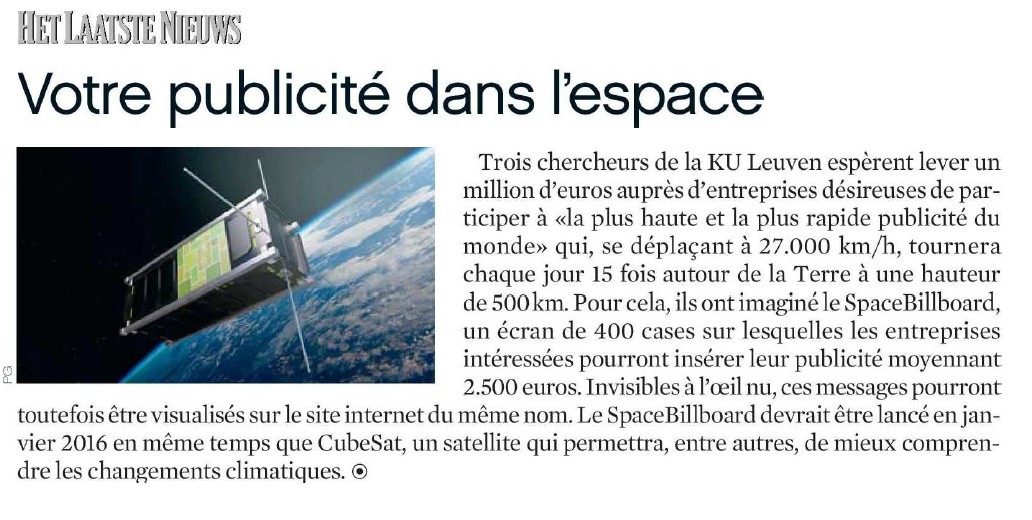 HET LAATSTE NIEUWS
Votre publicité dans l'espace
Trois chercheurs de la KU Leuven espèrent lever un
million d'euros auprès d'entreprises désireuses de par-
ticiper à «la plus haute et la plus rapide publicité du
monde» qui, se déplaçant à 27.000 km/h, tournera
chaque jour 15 fois autour de la Terre à une hauteur
de 500 km. Pour cela, ils ont imaginé le SpaceBillboard,
un écran de 400 cases sur lesquelles les entreprises
intéressées pourront insérer leur publicité moyennant
2.500 euros. Invisibles à l'œil nu, ces messages pourront
toutefois être visualisés sur le site internet du même nom. Le SpaceBillboard devrait être lancé en jan-
vier 2016 en même temps que CubeSat, un satellite qui permettra, entre autres, de mieux compren-
dre les changements climatiques.
PG